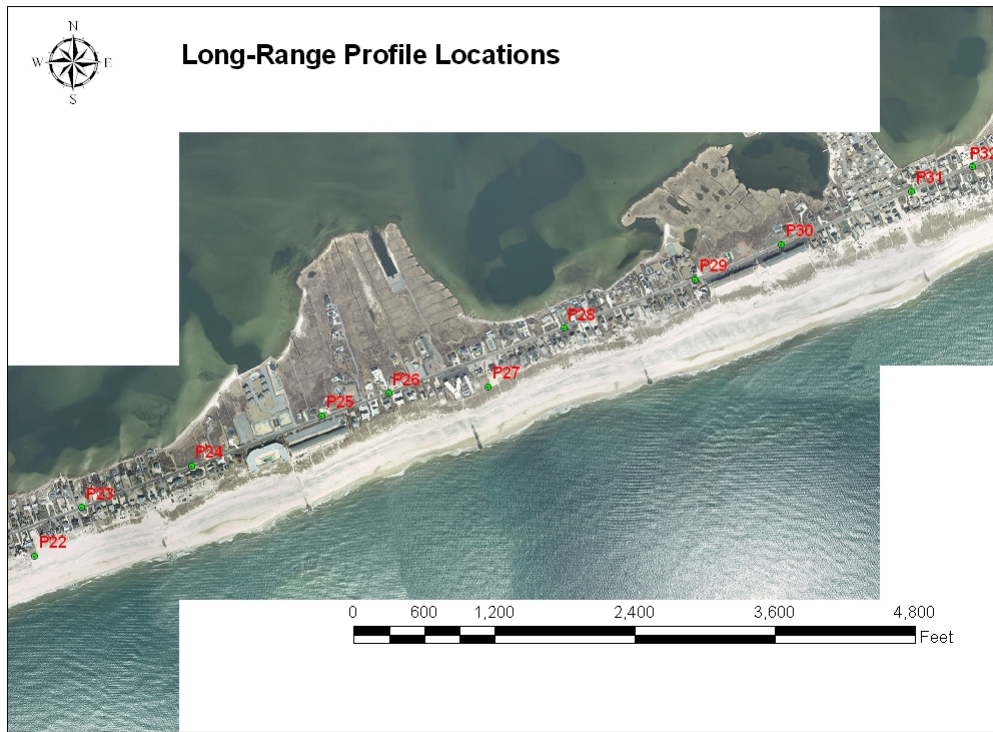 N
Long-Range Profile Locations
W E
S
P32
P31
P30
P29
P28
P27
P26
P25
P24
P23
P22
0 600 1,200 2,400 3,600 4,800
Feet